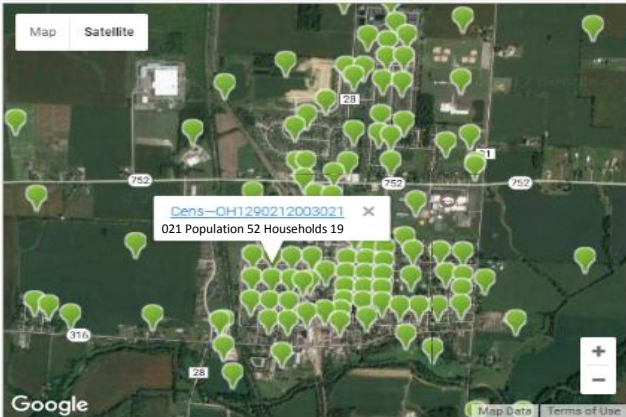 Map Satellite
28
31
752 752 752
Cens—OH1290212003021 ×
021 Population 52 Households 19
316
28
+
−
Google Map Data Terms of Use